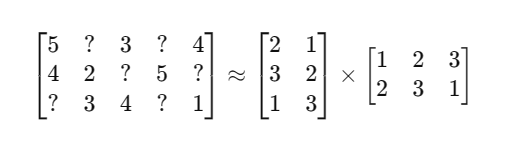 [5 ? 3 ? 4] [2 1]
[4 2 ? 5 ?] ≈ [3 2] × [1 2 3]
[? 3 4 ? 1] [1 3] [2 3 1]